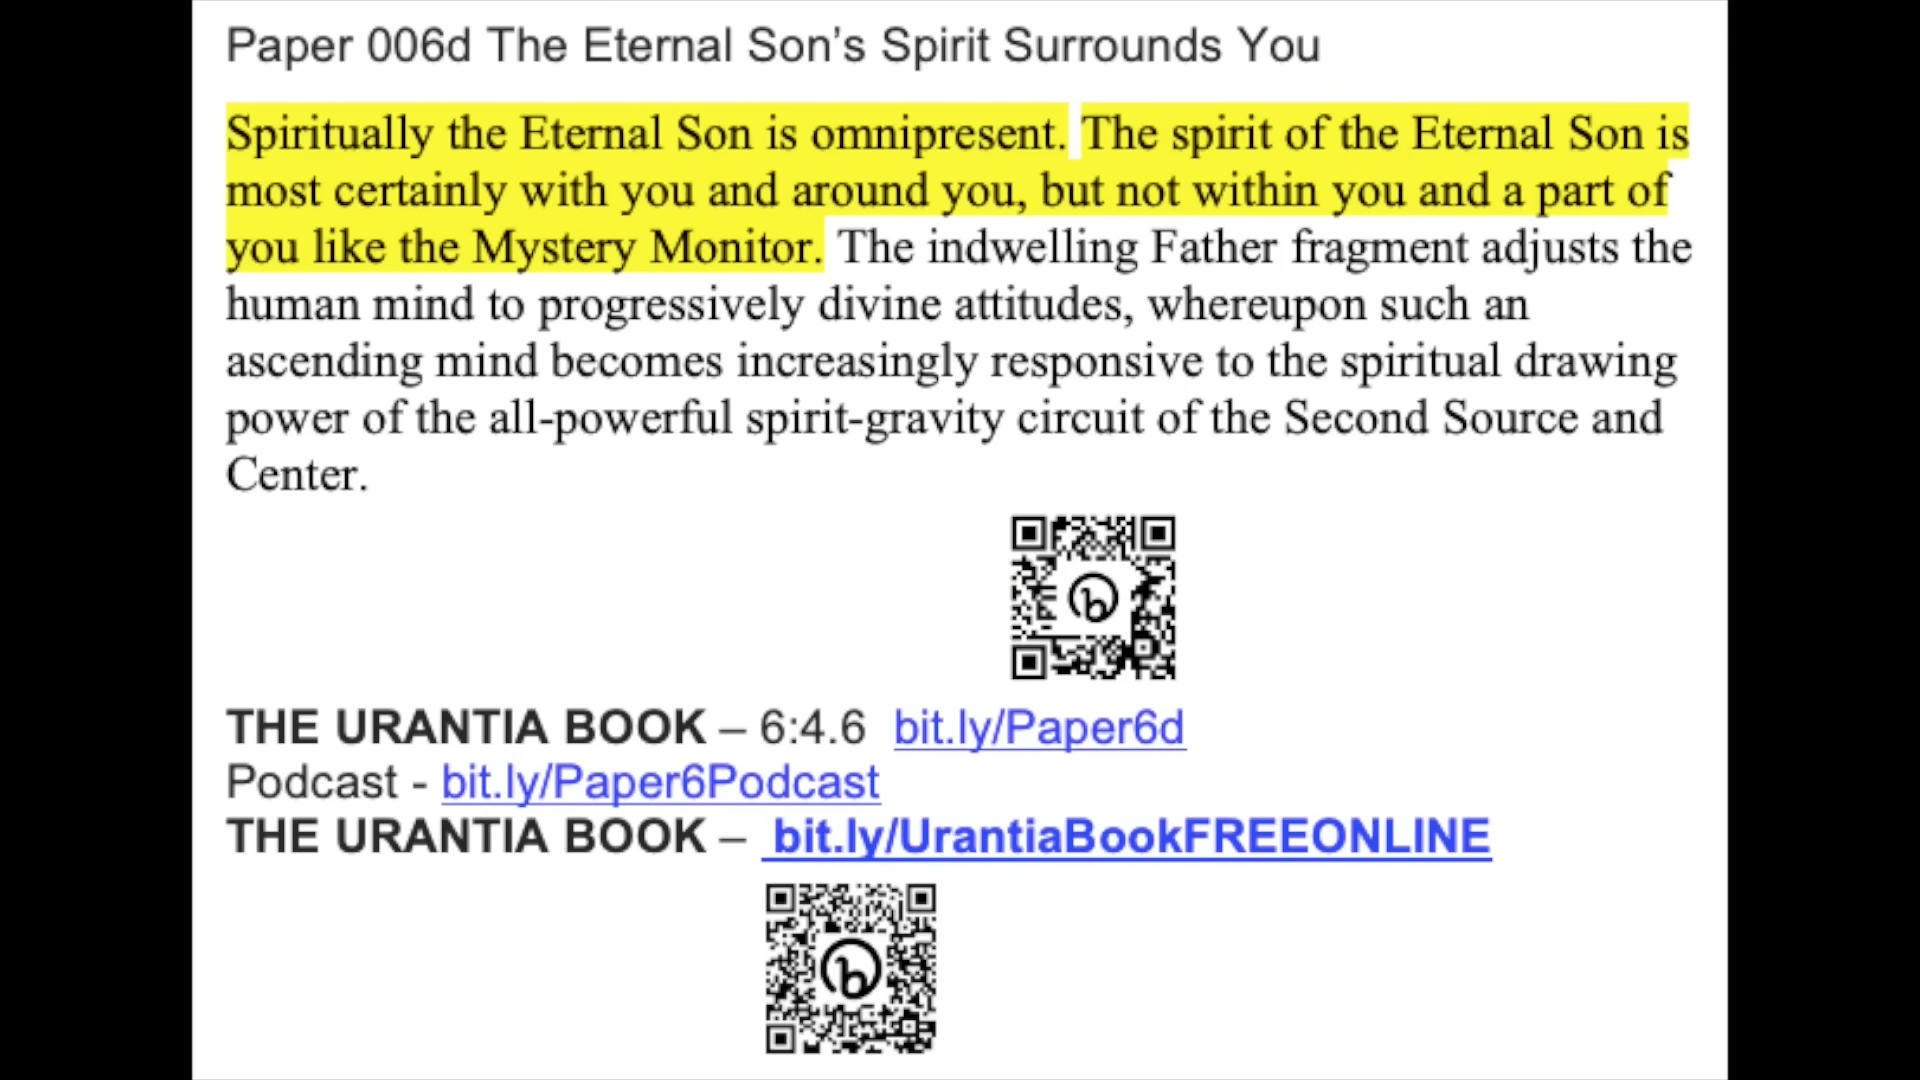 Paper 006d The Eternal Son’s Spirit Surrounds You
Spiritually the Eternal Son is omnipresent. The spirit of the Eternal Son is
most certainly with you and around you, but not within you and a part of
you like the Mystery Monitor. The indwelling Father fragment adjusts the
human mind to progressively divine attitudes, whereupon such an
ascending mind becomes increasingly responsive to the spiritual drawing
power of the all-powerful spirit-gravity circuit of the Second Source and
Center.
THE URANTIA BOOK – 6:4.6 bit.ly/Paper6d
Podcast - bit.ly/Paper6Podcast
THE URANTIA BOOK – bit.ly/UrantiaBookFREEONLINE